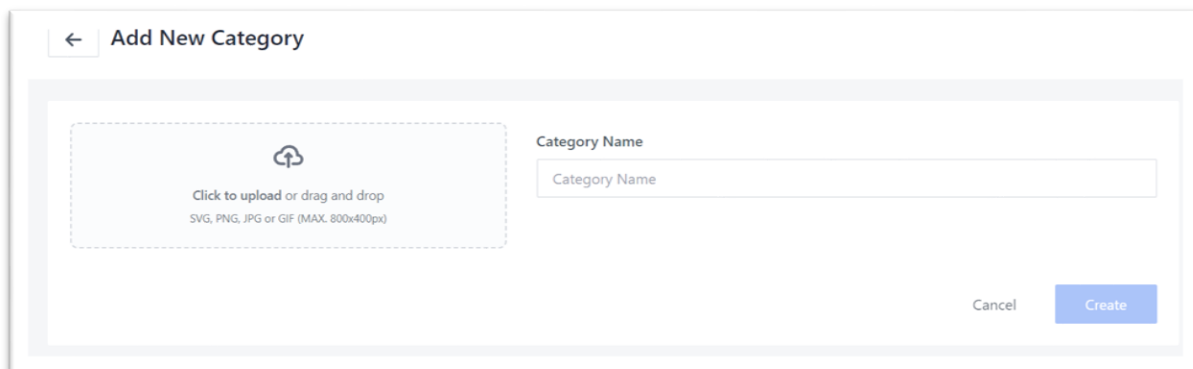 Add New Category
Click to upload or drag and drop
SVG, PNG, JPG or GIF (MAX. 800x400px)
Category Name
Category Name
Cancel
Create